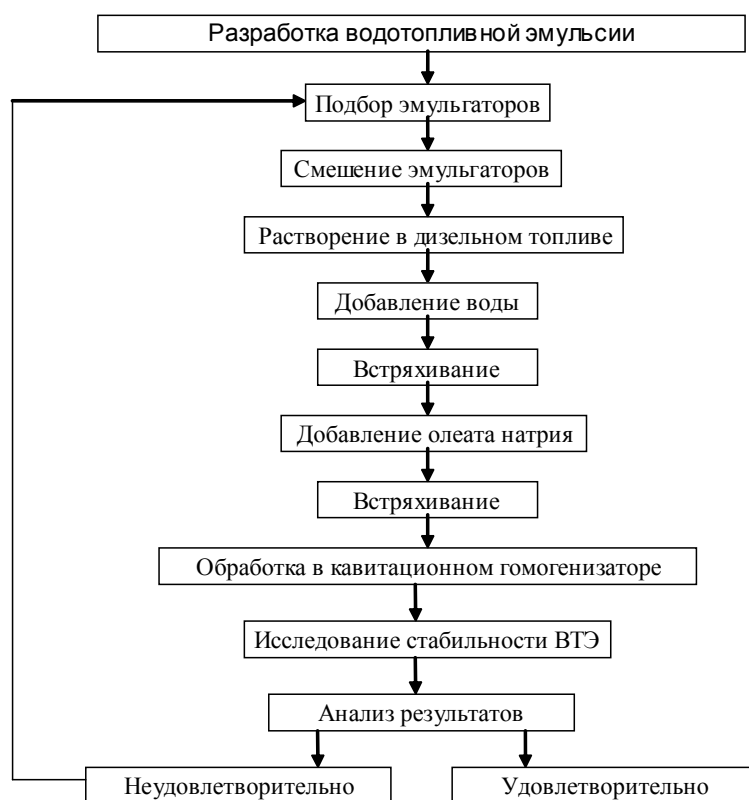 Разработка водотопливной эмульсии
Подбор эмульгаторов
Смешение эмульгаторов
Растворение в дизельном топливе
Добавление воды
Встряхивание
Добавление олеата натрия
Встряхивание
Обработка в кавитационном гомогенизаторе
Исследование стабильности ВТЭ
Анализ результатов
Неудовлетворительно
Удовлетворительно